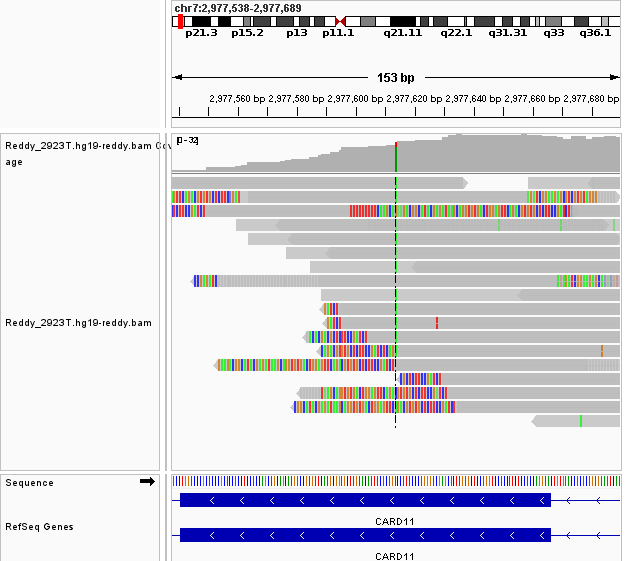 chr7:2,977,538-2,977,689
p21.3 p15.2 p13 p11.1 q21.11 q22.1 q31.31 q33 q36.1
153 bp
2,977,560 bp 2,977,580 bp 2,977,600 bp 2,977,620 bp 2,977,640 bp 2,977,660 bp 2,977,680 bp
Reddy_2923T.hg19-reddy.bam Cov
age
[0-32]
Reddy_2923T.hg19-reddy.bam
Sequence
CARD11
RefSeq Genes
CARD11